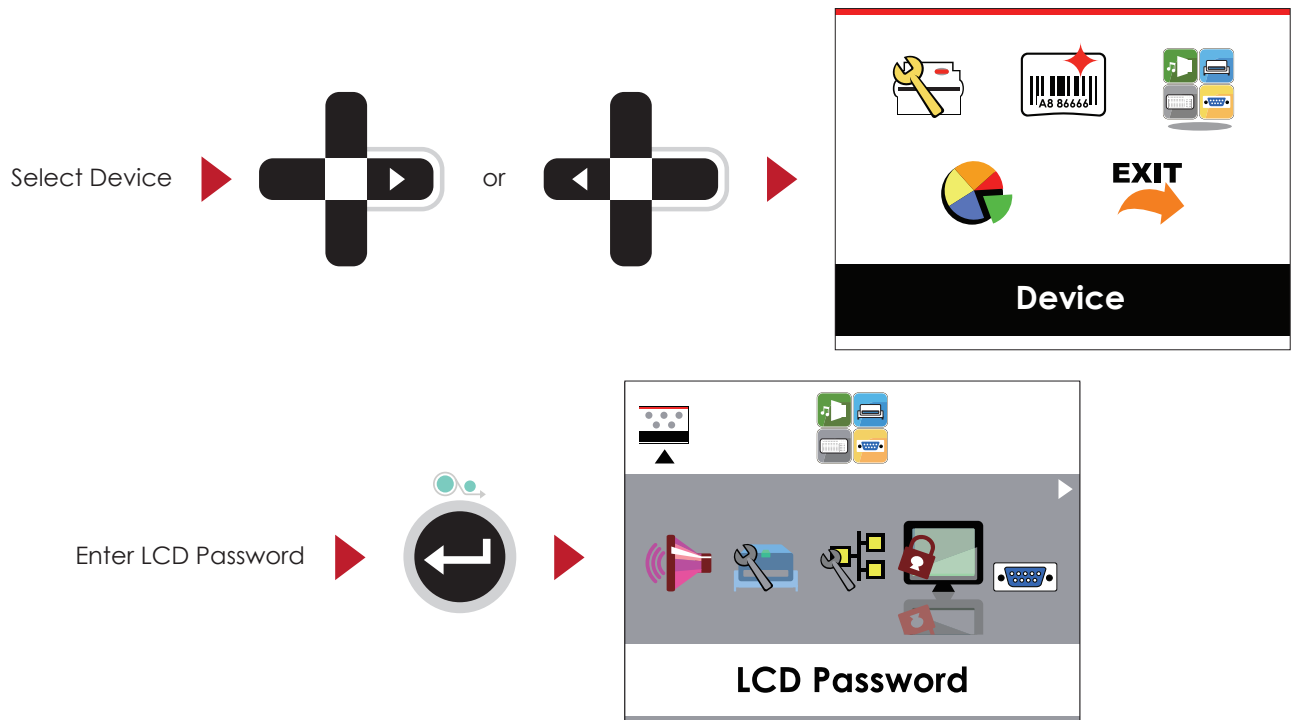 A8 86666
EXIT
Select Device
or
Device
Enter LCD Password
LCD Password